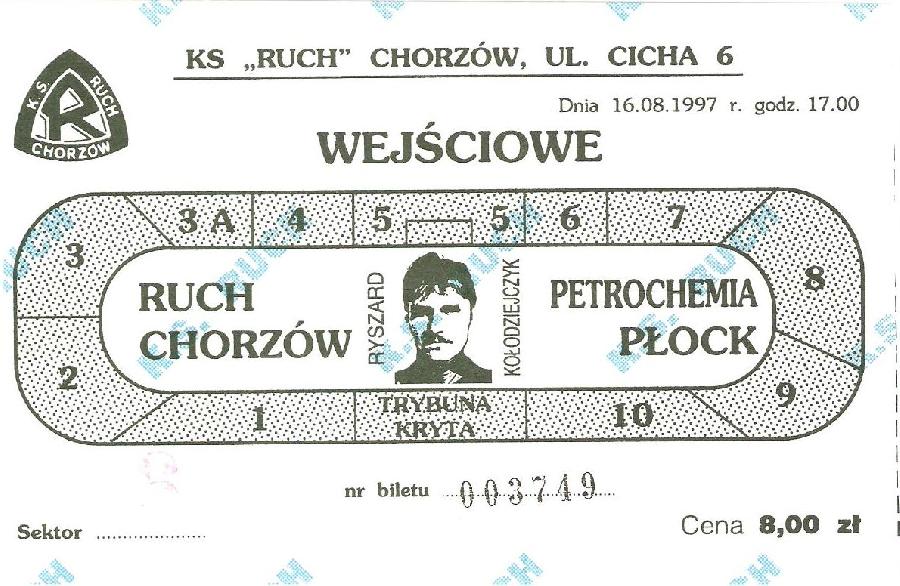 KS „RUCH” CHORZÓW, UL. CICHA 6
K.S. RUCH
R
CHORZÓW
Dnia 16.08.1997 r. godz. 17.00
WEJŚCIOWE
3 3A 4 5 5 6 7 8
RUCH CHORZÓW
RYSZARD KOŁODZIEJCZYK
PETROCHEMIA PŁOCK
2 1 TRYBUNA KRYTA 10 9
nr biletu 003749
Sektor
Cena 8,00 zł
K.S. RUCH